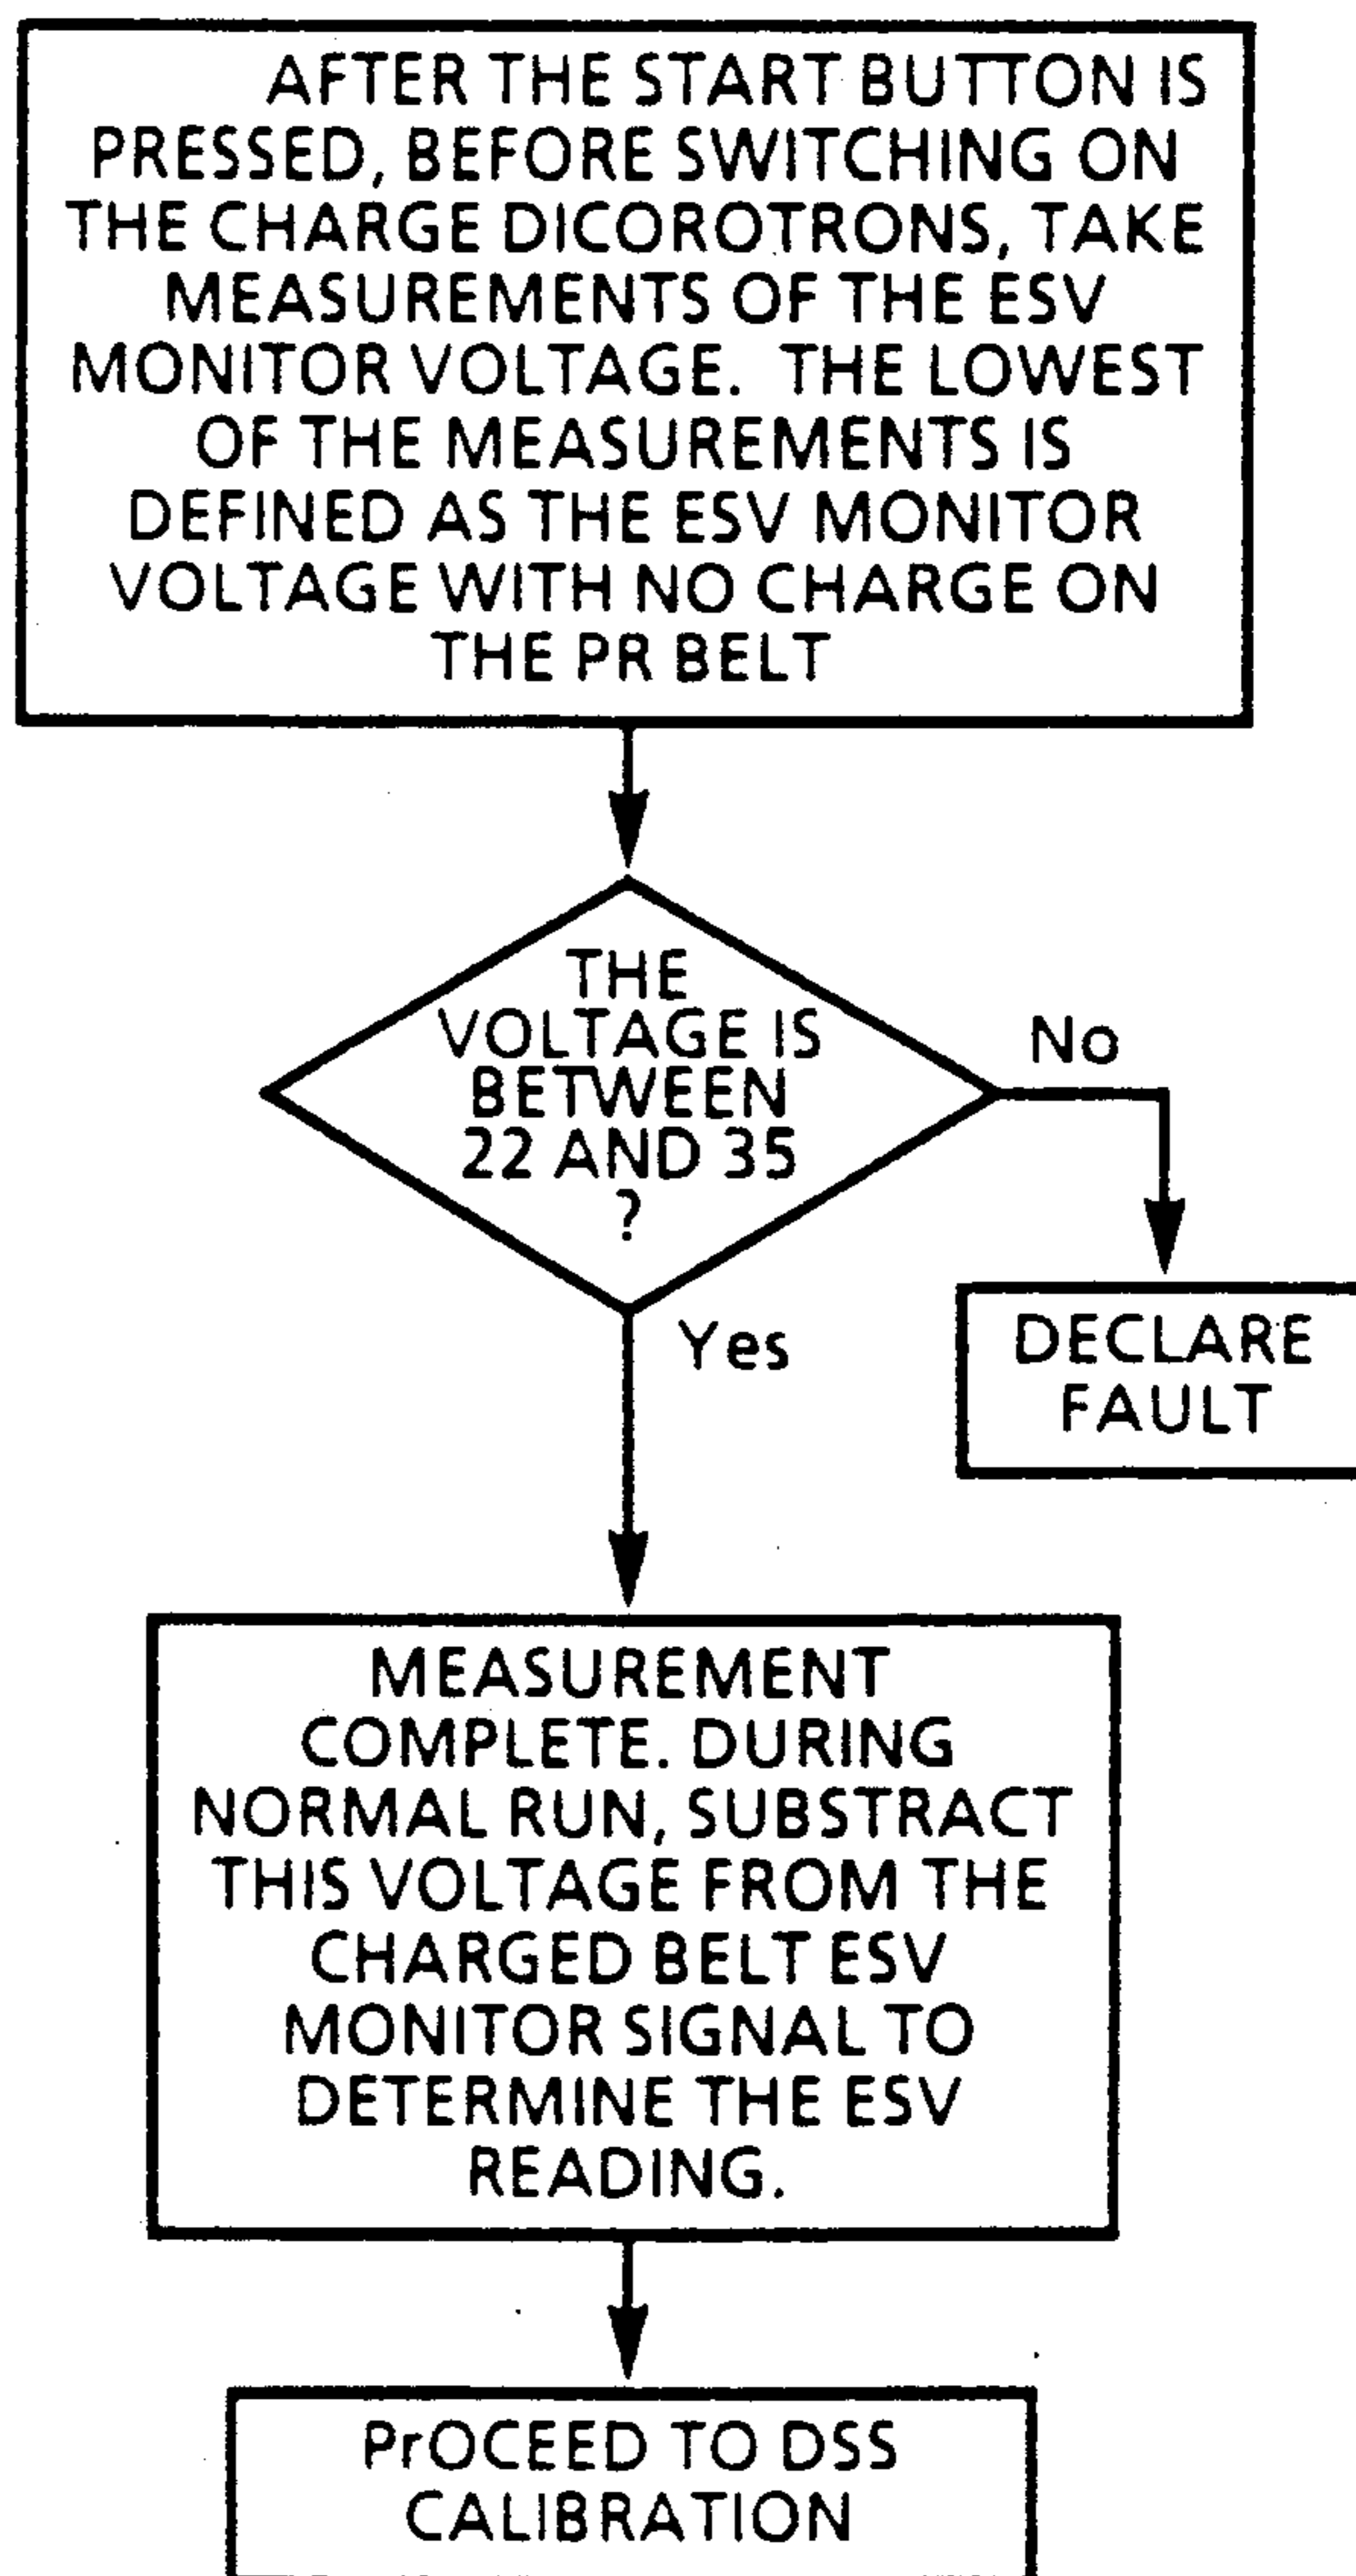 AFTER THE START BUTTON IS
PRESSED, BEFORE SWITCHING ON
THE CHARGE DICOROTRONS, TAKE
MEASUREMENTS OF THE ESV
MONITOR VOLTAGE. THE LOWEST
OF THE MEASUREMENTS IS
DEFINED AS THE ESV MONITOR
VOLTAGE WITH NO CHARGE ON
THE PR BELT
THE
VOLTAGE IS
BETWEEN
22 AND 35
?
No
Yes
DECLARE
FAULT
MEASUREMENT
COMPLETE. DURING
NORMAL RUN, SUBSTRACT
THIS VOLTAGE FROM THE
CHARGED BELT ESV
MONITOR SIGNAL TO
DETERMINE THE ESV
READING.
PrOCEED TO DSS
CALIBRATION